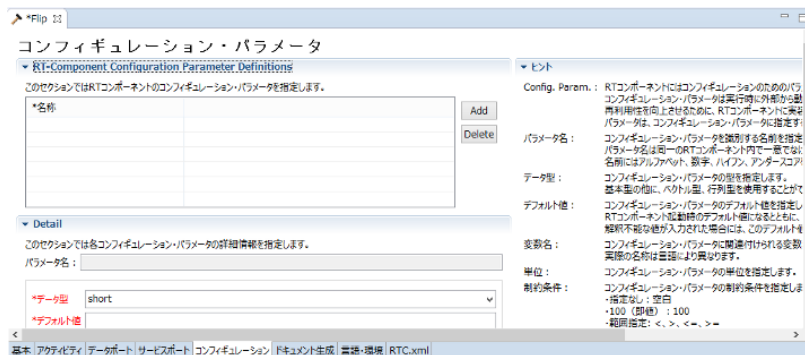 *Flip
コンフィギュレーション・パラメータ
RT-Component Configuration Parameter Definitions
このセクションではRTコンポーネントのコンフィギュレーション・パラメータを指定します。
*名称
Add
Delete
Detail
このセクションでは各コンフィギュレーション・パラメータの詳細情報を指定します。
パラメータ名：
*データ型
short
*デフォルト値
ヒント
Config. Param.：
RTコンポーネントにはコンフィギュレーションのためのパラ
コンフィギュレーション・パラメータは実行時に外部から動
再利用性を向上させるために、RTコンポーネントに実装
パラメータは、コンフィギュレーション・パラメータに指定す
パラメータ名：
コンフィギュレーション・パラメータを識別する名前を指定
パラメータ名は同一のRTコンポーネント内で一意でな
名前にはアルファベット、数字、ハイフン、アンダースコア
データ型：
コンフィギュレーション・パラメータの型を指定します。
基本型の他に、ベクトル型、行列型を使用することがで
デフォルト値：
コンフィギュレーション・パラメータのデフォルト値を指定し
RTコンポーネント起動時のデフォルト値になるとともに、
解釈不能な値が入力された場合には、このデフォルト
変数名：
コンフィギュレーション・パラメータに関連付けられる変数
実際の名称は言語により異なります。
単位：
コンフィギュレーション・パラメータの単位を指定します。
制約条件：
コンフィギュレーション・パラメータの制約条件を指定しま
・指定なし：空白
・100（即値）：100
・範囲指定：<、>、<=、>=
基本 アクティビティ データポート サービスポート コンフィギュレーション ドキュメント生成 言語・環境 RTC.xml